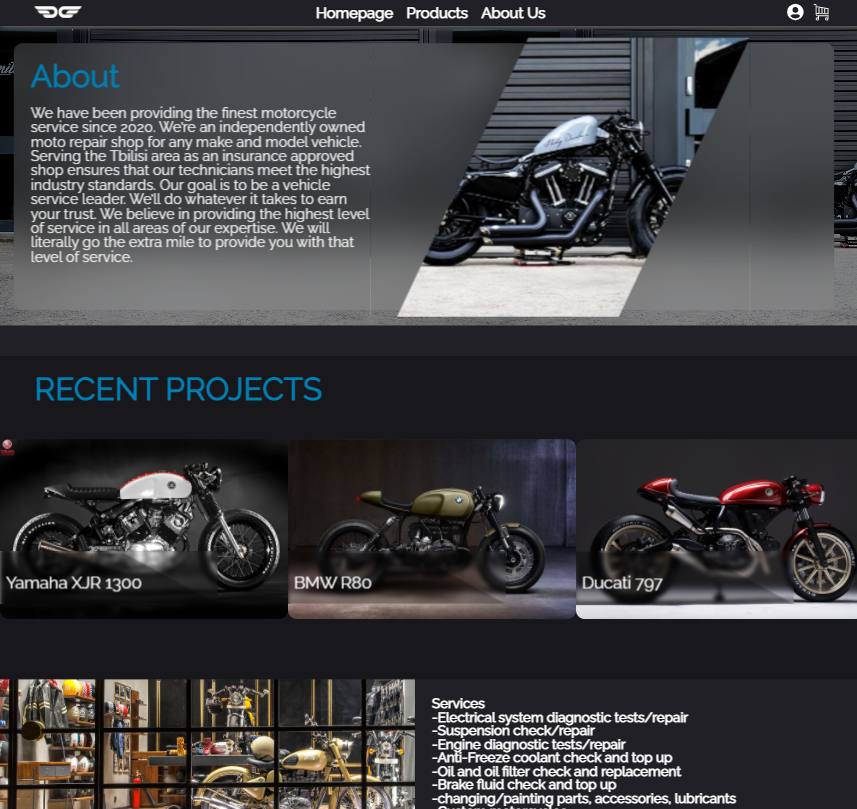 Homepage Products About Us
About
We have been providing the finest motorcycle
service since 2020. We're an independently owned
moto repair shop for any make and model vehicle.
Serving the Tbilisi area as an insurance approved
shop ensures that our technicians meet the highest
industry standards. Our goal is to be a vehicle
service leader. We'll do whatever it takes to earn
your trust. We believe in providing the highest level
of service in all areas of our expertise. We will
literally go the extra mile to provide you with that
level of service.
RECENT PROJECTS
Yamaha XJR 1300
BMW R80
Ducati 797
Services
-Electrical system diagnostic tests/repair
-Suspension check/repair
-Engine diagnostic tests/repair
-Anti-Freeze coolant check and top up
-Oil and oil filter check and replacement
-Brake fluid check and top up
-changing/painting parts, accessories, lubricants